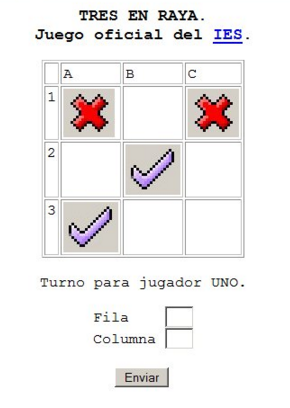 TRES EN RAYA.
Juego oficial del IES.
A B C
1
2
3
Turno para jugador UNO.
Fila
Columna
Enviar